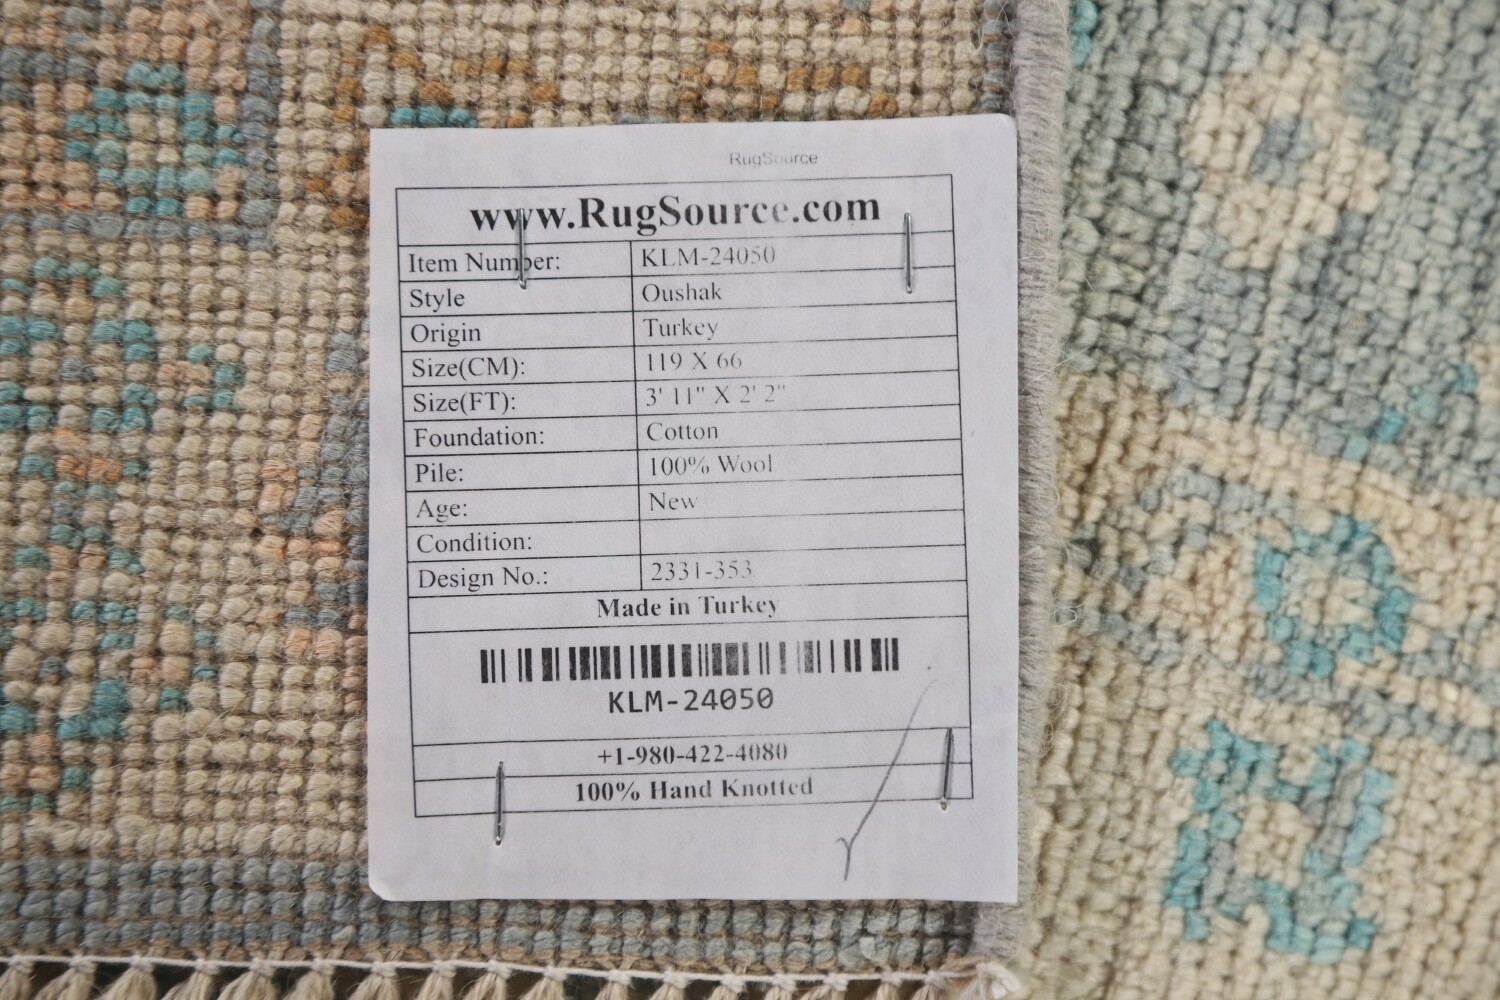 RugSource
www.RugSource.com
Item Number: KLM-24050
Style Oushak
Origin Turkey
Size(CM): 119 X 66
Size(FT): 3' 11" X 2' 2"
Foundation: Cotton
Pile: 100% Wool
Age: New
Condition:
Design No.: 2331-353
Made in Turkey
KLM-24050
+1-980-422-4080
100% Hand Knotted